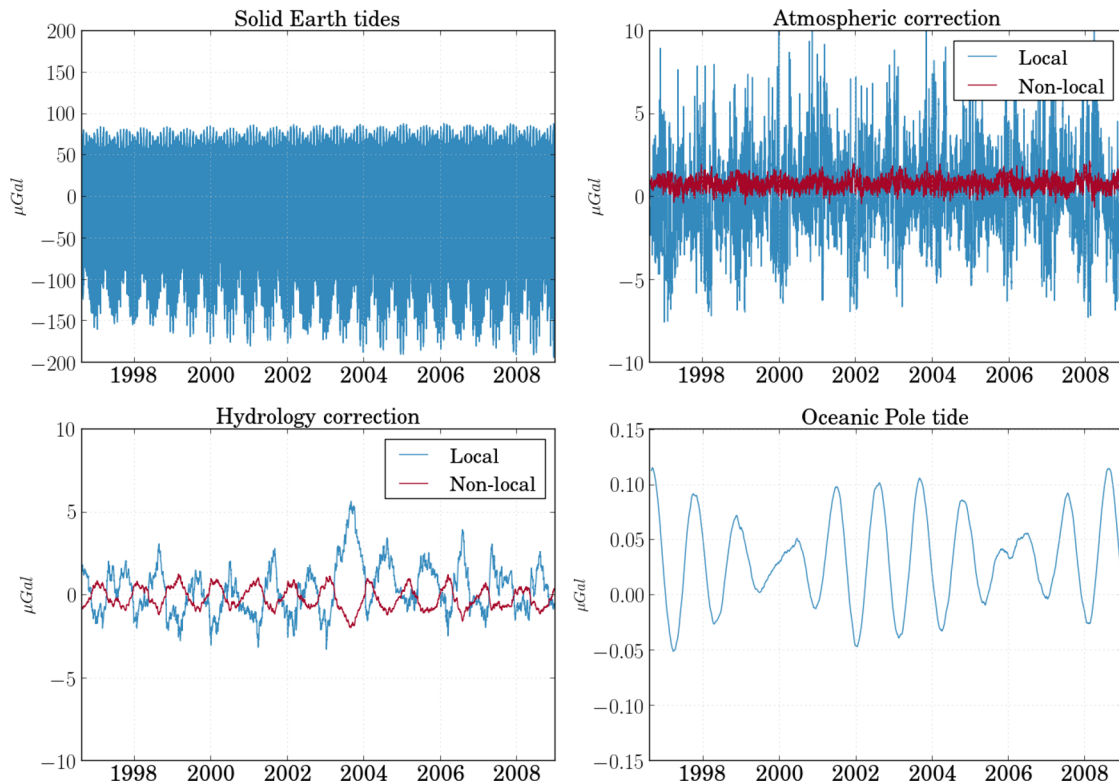 Solid Earth tides
200
150
100
50
0
−50
−100
−150
−200
μGal
1998 2000 2002 2004 2006 2008
Atmospheric correction
10
5
0
−5
−10
μGal
Local
Non-local
1998 2000 2002 2004 2006 2008
Hydrology correction
10
5
0
−5
−10
μGal
Local
Non-local
1998 2000 2002 2004 2006 2008
Oceanic Pole tide
0.15
0.10
0.05
0.00
−0.05
−0.10
−0.15
μGal
1998 2000 2002 2004 2006 2008